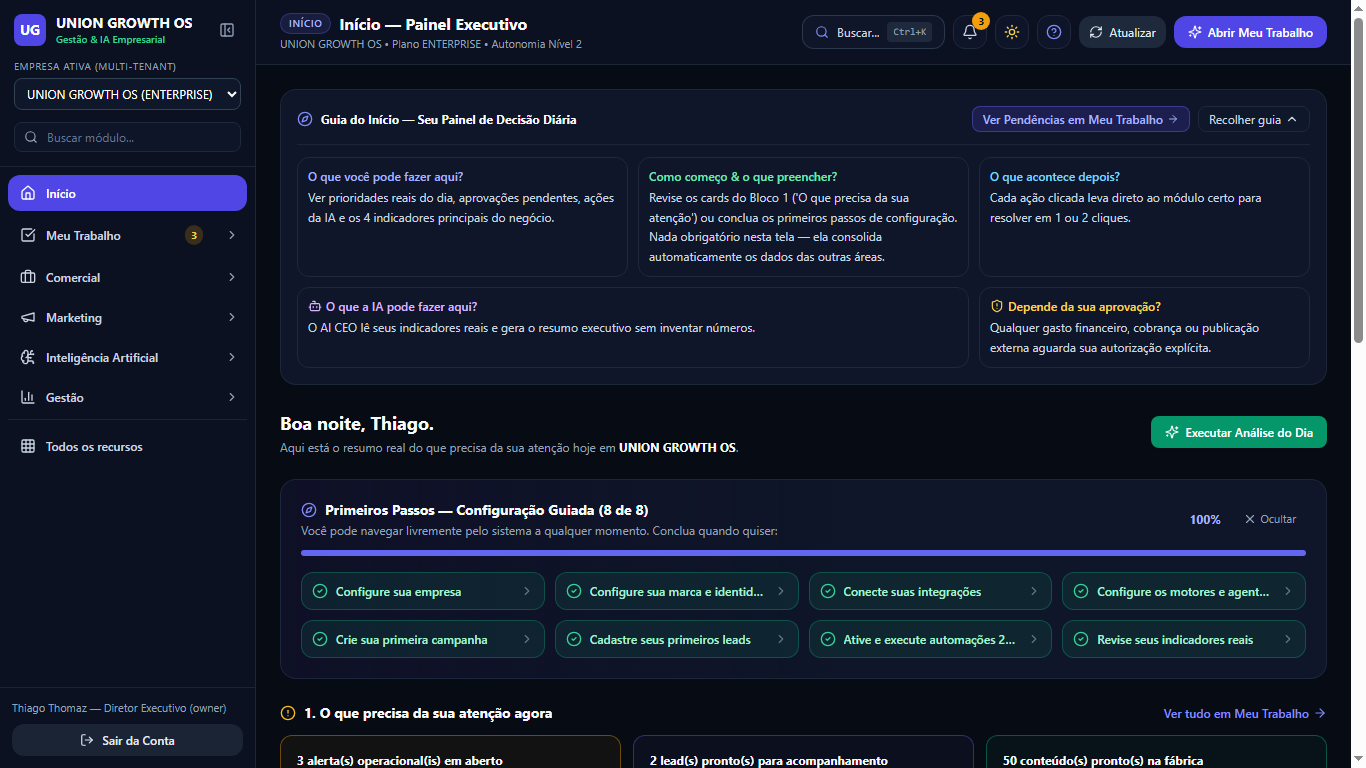 UG
UNION GROWTH OS
Gestão & IA Empresarial
EMPRESA ATIVA (MULTI-TENANT)
UNION GROWTH OS (ENTERPRISE)
Buscar módulo...
Início
Meu Trabalho
3
Comercial
Marketing
Inteligência Artificial
Gestão
Todos os recursos
Thiago Thomaz — Diretor Executivo (owner)
Sair da Conta
INÍCIO
Início — Painel Executivo
UNION GROWTH OS • Plano ENTERPRISE • Autonomia Nível 2
Buscar...
Ctrl+K
3
Atualizar
Abrir Meu Trabalho
Guia do Início — Seu Painel de Decisão Diária
Ver Pendências em Meu Trabalho
Recolher guia
O que você pode fazer aqui?
Ver prioridades reais do dia, aprovações pendentes, ações
da IA e os 4 indicadores principais do negócio.
Como começo & o que preencher?
Revise os cards do Bloco 1 ('O que precisa da sua
atenção') ou conclua os primeiros passos de configuração.
Nada obrigatório nesta tela — ela consolida
automaticamente os dados das outras áreas.
O que acontece depois?
Cada ação clicada leva direto ao módulo certo para
resolver em 1 ou 2 cliques.
O que a IA pode fazer aqui?
O AI CEO lê seus indicadores reais e gera o resumo executivo sem inventar números.
Depende da sua aprovação?
Qualquer gasto financeiro, cobrança ou publicação
externa aguarda sua autorização explícita.
Boa noite, Thiago.
Aqui está o resumo real do que precisa da sua atenção hoje em UNION GROWTH OS.
Executar Análise do Dia
Primeiros Passos — Configuração Guiada (8 de 8)
Você pode navegar livremente pelo sistema a qualquer momento. Conclua quando quiser:
100%
Ocultar
Configure sua empresa
Configure sua marca e identid...
Conecte suas integrações
Configure os motores e agent...
Crie sua primeira campanha
Cadastre seus primeiros leads
Ative e execute automações 2...
Revise seus indicadores reais
1. O que precisa da sua atenção agora
Ver tudo em Meu Trabalho
3 alerta(s) operacional(is) em aberto
2 lead(s) pronto(s) para acompanhamento
50 conteúdo(s) pronto(s) na fábrica